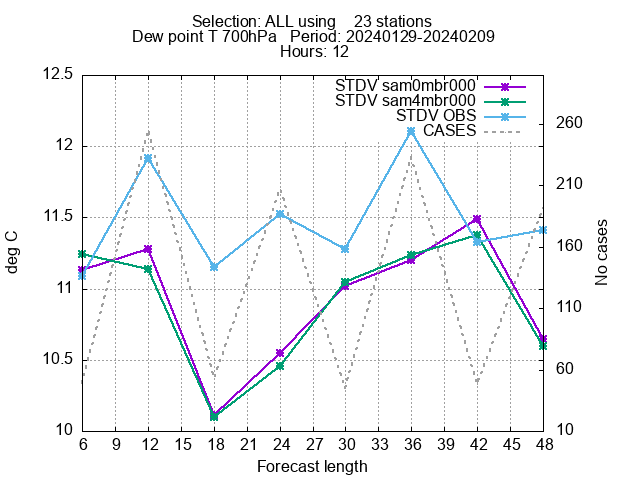 Selection: ALL using    23 stations
Dew point T 700hPa   Period: 20240129-20240209
Hours: 12
STDV sam0mbr000
STDV sam4mbr000
STDV OBS
CASES
12.5
12
11.5
11
10.5
10
deg C
260
210
160
110
60
10
No cases
6 9 12 15 18 21 24 27 30 33 36 39 42 45 48
Forecast length